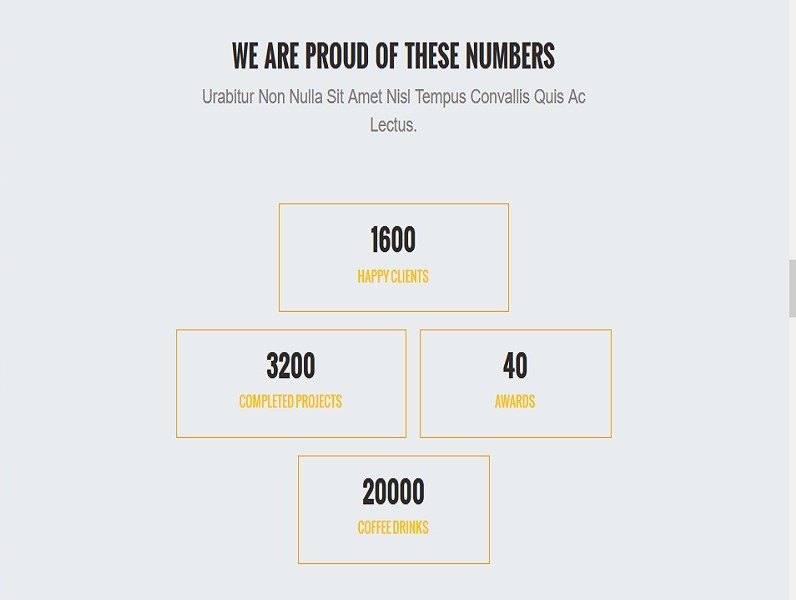 WE ARE PROUD OF THESE NUMBERS
Urabitur Non Nulla Sit Amet Nisl Tempus Convallis Quis Ac
Lectus.
1600
HAPPY CLIENTS
3200
COMPLETED PROJECTS
40
AWARDS
20000
COFFEE DRINKS